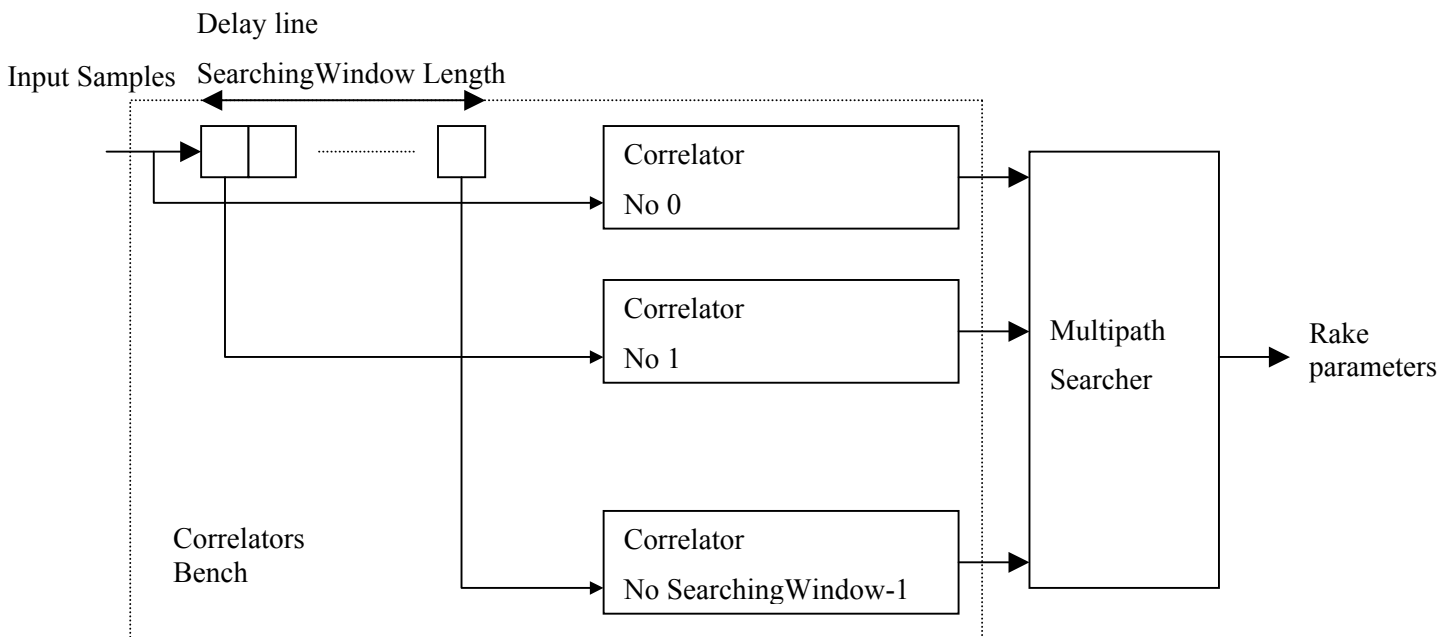 Delay line
SearchingWindow Length
Input Samples
Correlator
No 0
Correlator
No 1
Multipath
Searcher
Rake
parameters
Correlator
No SearchingWindow-1
Correlators
Bench